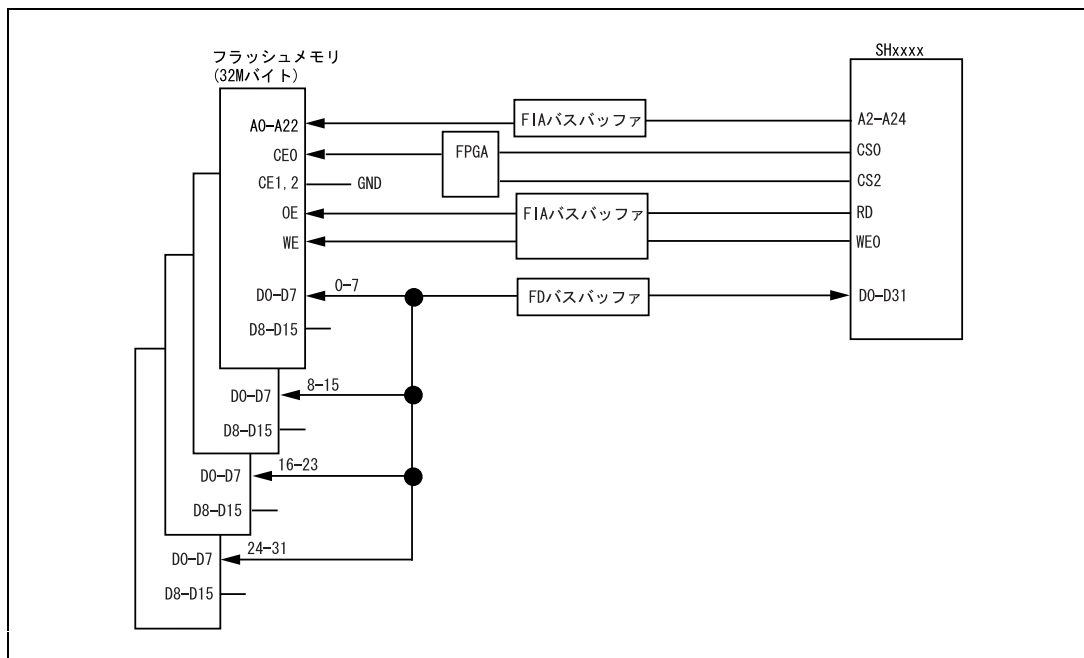 フラッシュメモリ
(32Mバイト)
SHxxxx
A0-A22
FIAバスバッファ
A2-A24
CE0
FPGA
CS0
CE1,2
GND
CS2
OE
FIAバスバッファ
RD
WE
WE0
D0-D7
0-7
FDバスバッファ
D0-D31
D8-D15
D0-D7
8-15
D8-D15
D0-D7
16-23
D8-D15
D0-D7
24-31
D8-D15